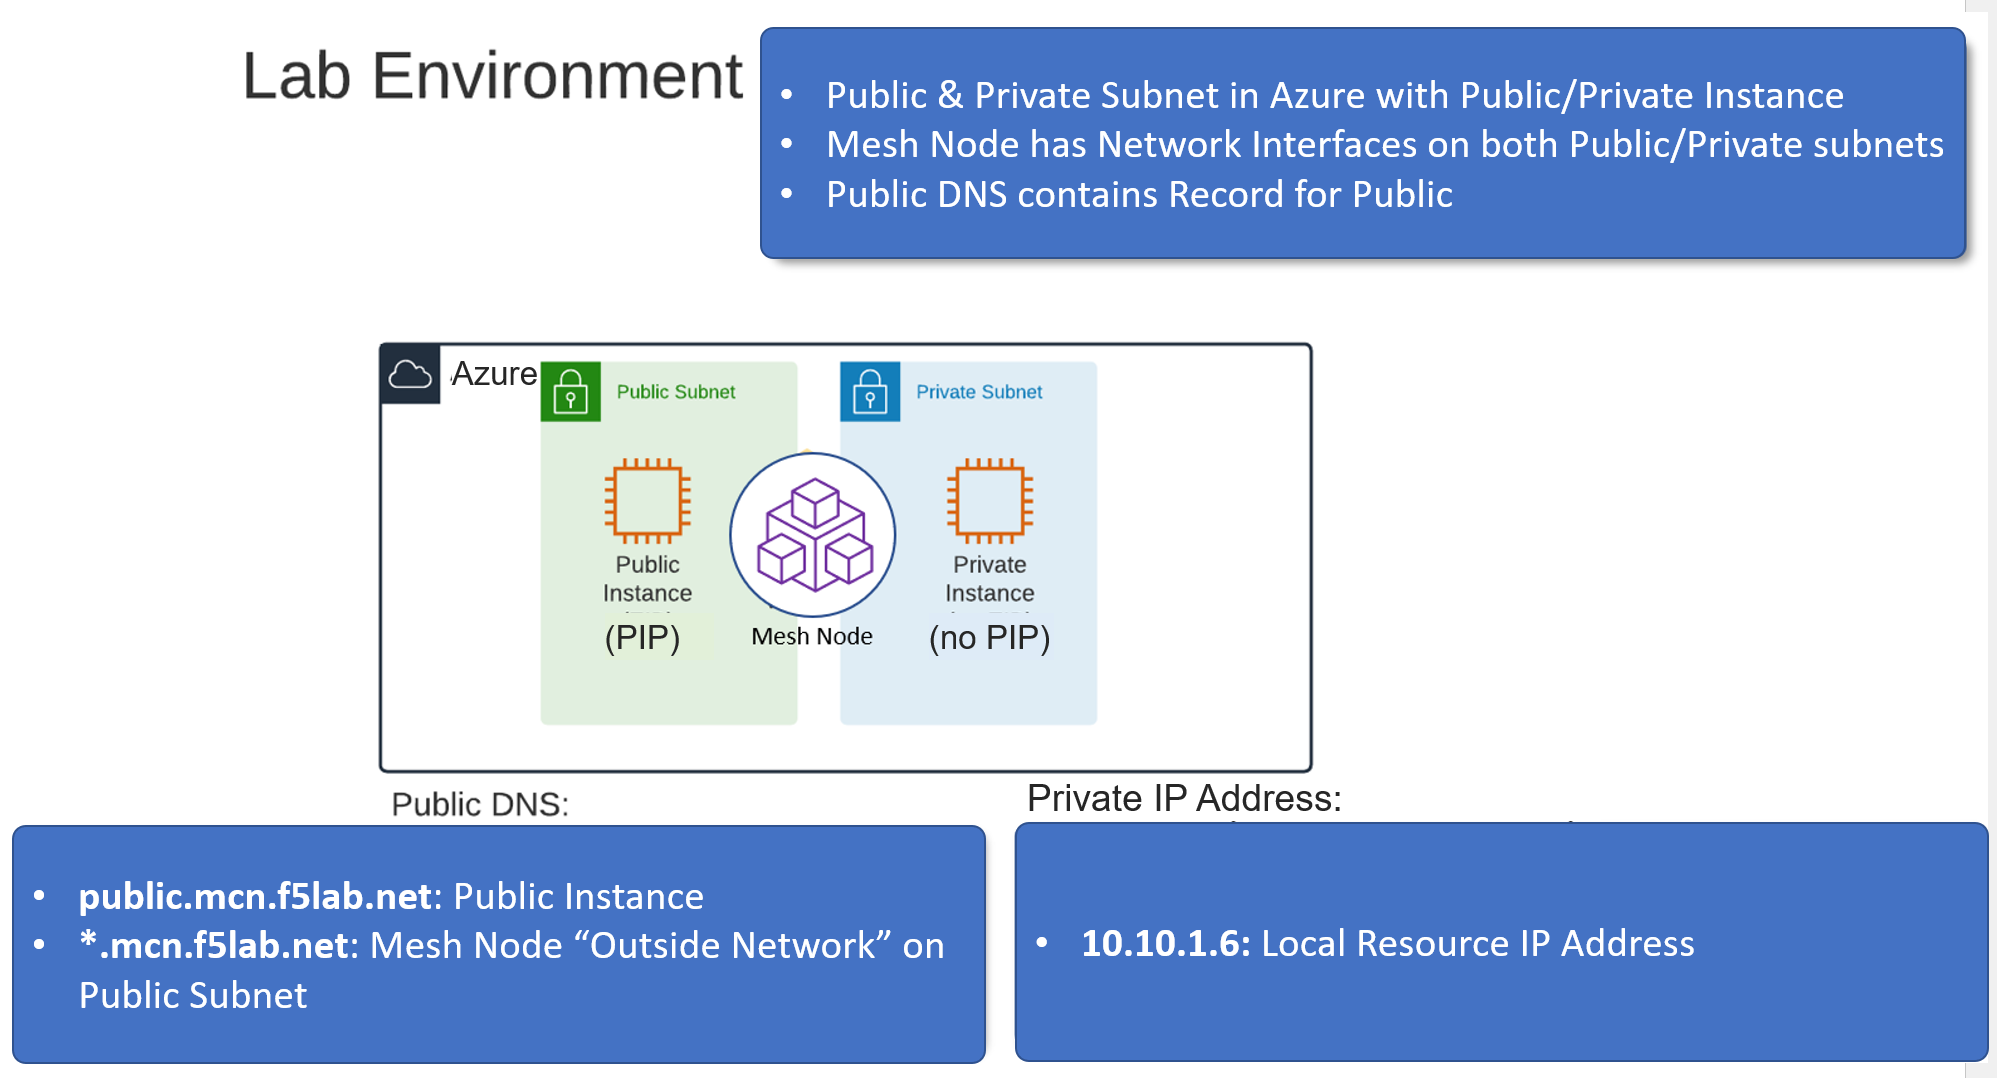 Lab Environment
• Public & Private Subnet in Azure with Public/Private Instance
• Mesh Node has Network Interfaces on both Public/Private subnets
• Public DNS contains Record for Public
Azure
Public Subnet
Private Subnet
Public
Instance
(PIP)
Mesh Node
Private
Instance
(no PIP)
Public DNS:
Private IP Address:
• public.mcn.f5lab.net: Public Instance
• *.mcn.f5lab.net: Mesh Node “Outside Network” on
Public Subnet
• 10.10.1.6: Local Resource IP Address